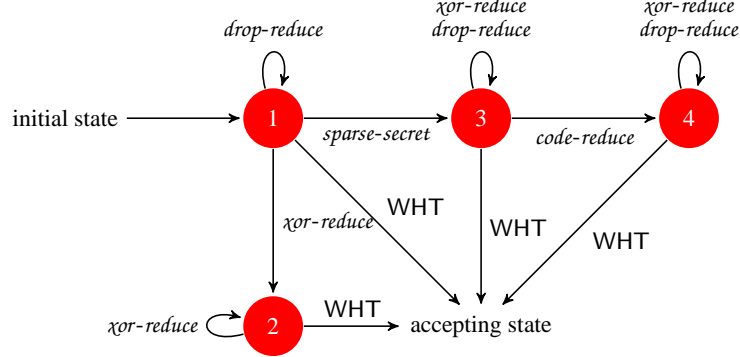 xor-reduce
xor-reduce
drop-reduce
drop-reduce
drop-reduce
initial state
1
3
4
sparse-secret
code-reduce
xor-reduce
WHT
WHT
WHT
xor-reduce
2
WHT
accepting state